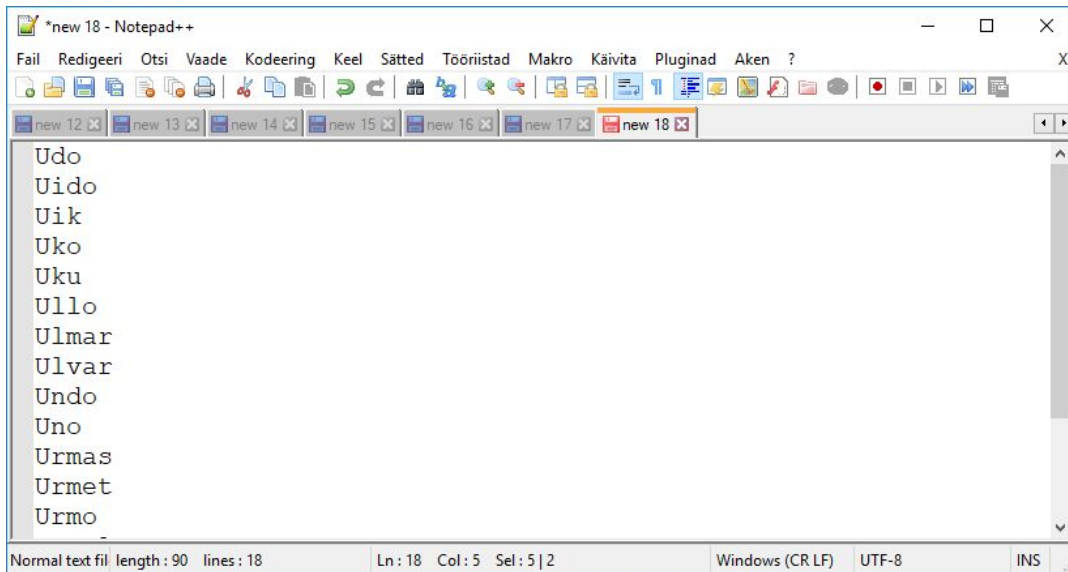 *new 18 - Notepad++
Fail Redigeeri Otsi Vaade Kodeering Keel Sätted Tööriistad Makro Käivita Pluginad Aken ? X
new 12 new 13 new 14 new 15 new 16 new 17 new 18
Udo
Uido
Uik
Uko
Uku
Ullo
Ulmar
Ulvar
Undo
Uno
Urmas
Urmet
Urmo
Normal text fil length : 90 lines : 18 Ln : 18 Col : 5 Sel : 5 | 2 Windows (CR LF) UTF-8 INS